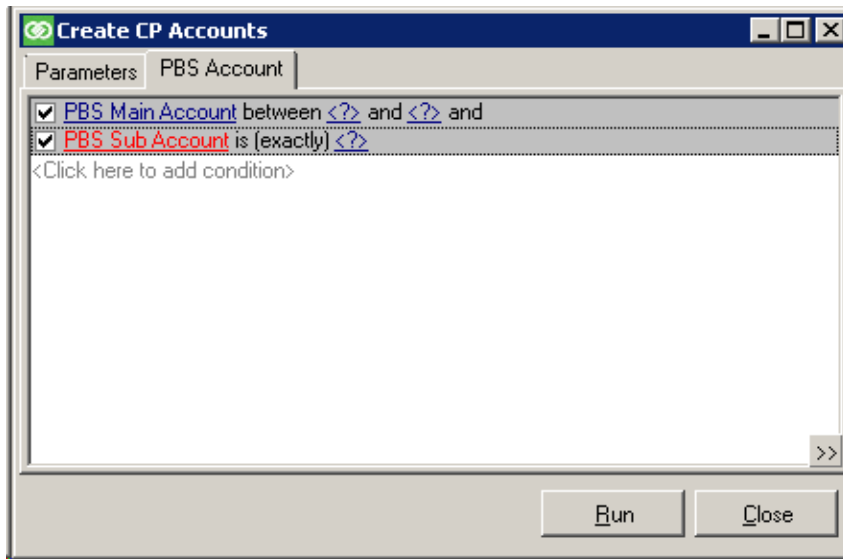 Create CP Accounts
Parameters PBS Account
PBS Main Account between <?> and <?> and
PBS Sub Account is (exactly) <?>
<Click here to add condition>
>>
Run Close